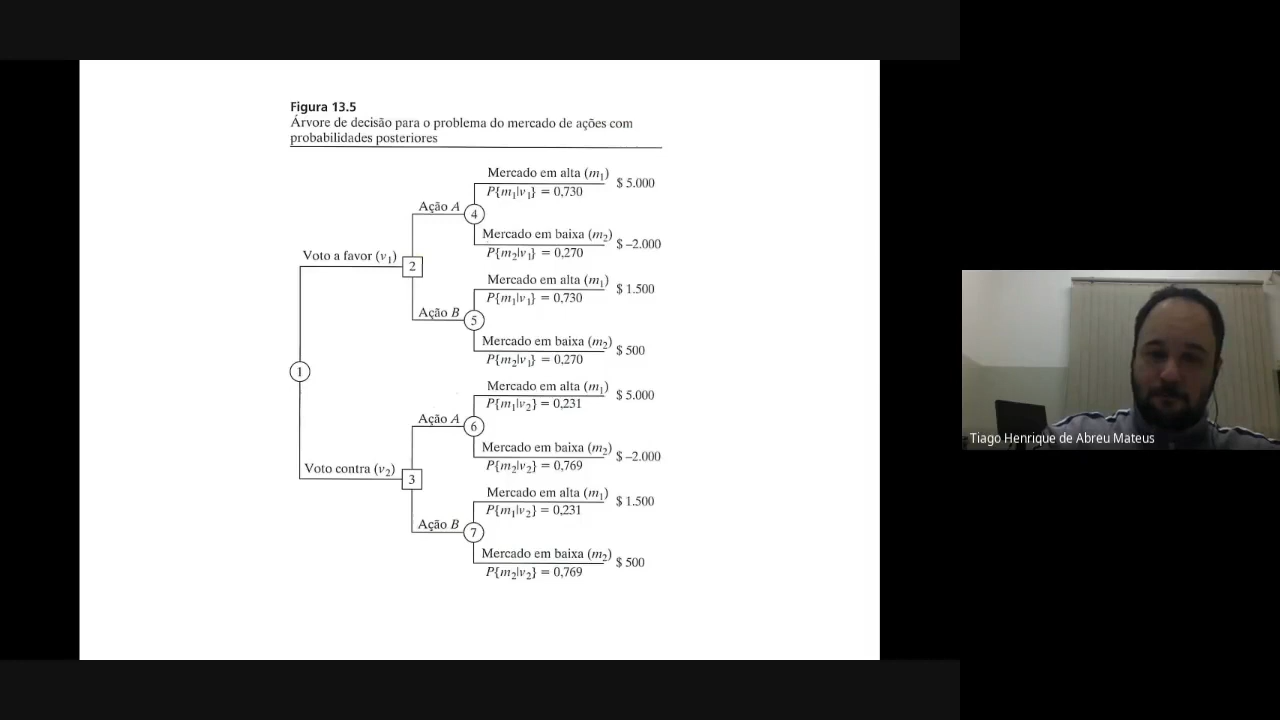 Figura 13.5
Árvore de decisão para o problema do mercado de ações com
probabilidades posteriores
Mercado em alta (m₁)
$ 5.000
P{m₁|v₁} = 0,730
Ação A
4
Mercado em baixa (m₂)
$ –2.000
P{m₂|v₁} = 0,270
Voto a favor (v₁)
2
Mercado em alta (m₁)
$ 1.500
P{m₁|v₁} = 0,730
Ação B
5
Mercado em baixa (m₂)
$ 500
P{m₂|v₁} = 0,270
1
Mercado em alta (m₁)
$ 5.000
P{m₁|v₂} = 0,231
Ação A
6
Mercado em baixa (m₂)
$ –2.000
P{m₂|v₂} = 0,769
Voto contra (v₂)
3
Mercado em alta (m₁)
$ 1.500
P{m₁|v₂} = 0,231
Ação B
7
Mercado em baixa (m₂)
$ 500
P{m₂|v₂} = 0,769
Tiago Henrique de Abreu Mateus